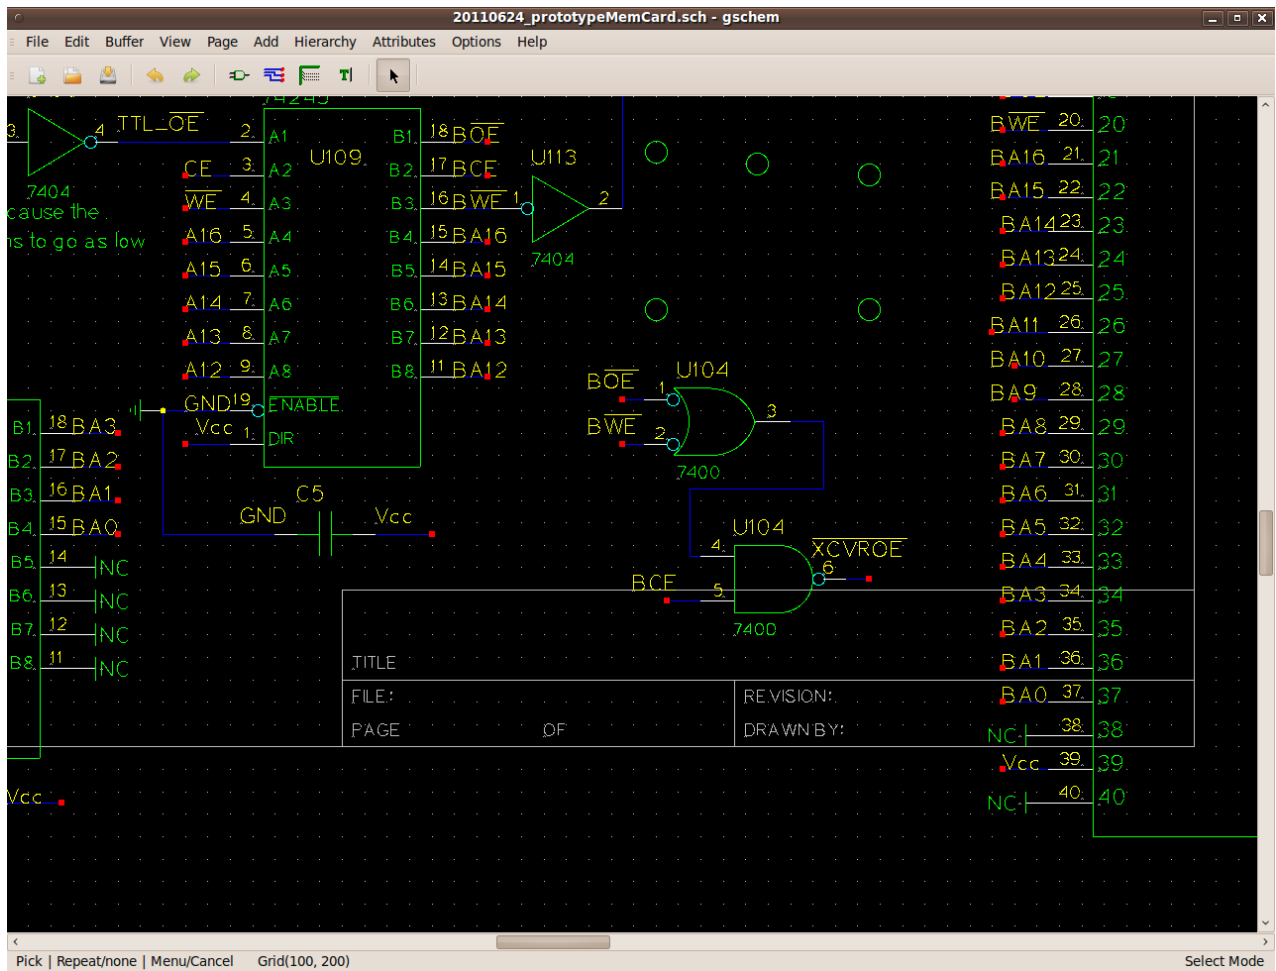 20110624_prototypeMemCard.sch - gschem
File Edit Buffer View Page Add Hierarchy Attributes Options Help
4 TTL_OE 2 A1 B1 18 BOE
7404
cause the
ns to go as low
U109
CE 3 A2 B2 17 BCE
WE 4 A3 B3 16 BWE 1 U113 2
7404
A16 5 A4 B4 15 BA16
A15 6 A5 B5 14 BA15
A14 7 A6 B6 13 BA14
A13 8 A7 B7 12 BA13
A12 9 A8 B8 11 BA12
GND 19 ENABLE
Vcc 1 DIR
B1 18 BA3
B2 17 BA2
B3 16 BA1
B4 15 BA0
B5 14 NC
B6 13 NC
B7 12 NC
B8 11 NC
Vcc
C5
GND Vcc
U104
BOE 1
BWE 2
3
7400
U104
4
BCE 5
XCVROE
6
7400
TITLE
FILE: REVISION:
PAGE OF DRAWN BY:
BWE 20 20
BA16 21 21
BA15 22 22
BA14 23 23
BA13 24 24
BA12 25 25
BA11 26 26
BA10 27 27
BA9 28 28
BA8 29 29
BA7 30 30
BA6 31 31
BA5 32 32
BA4 33 33
BA3 34 34
BA2 35 35
BA1 36 36
BA0 37 37
NC 38 38
Vcc 39 39
NC 40 40
Pick | Repeat/none | Menu/Cancel Grid(100, 200) Select Mode